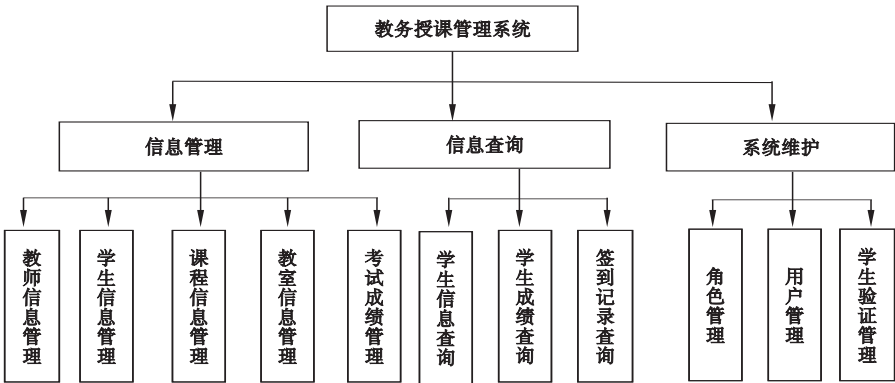 教务授课管理系统
信息管理
信息查询
系统维护
教师信息管理
学生信息管理
课程信息管理
教室信息管理
考试成绩管理
学生信息查询
学生成绩查询
签到记录查询
角色管理
用户管理
学生验证管理